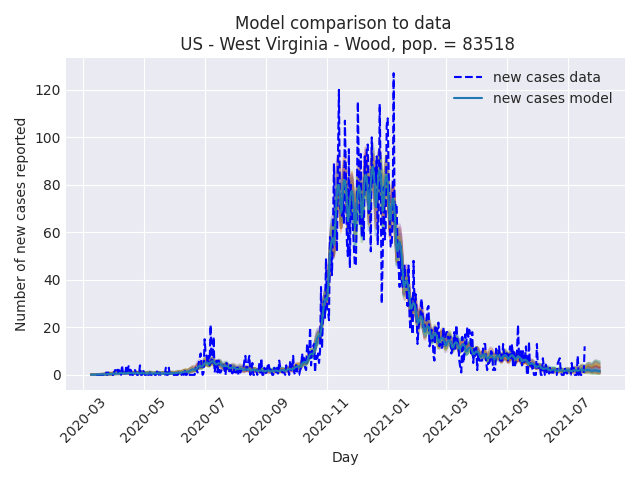 Model comparison to data
US - West Virginia - Wood, pop. = 83518
new cases data
new cases model
Number of new cases reported
120
100
80
60
40
20
0
2020-03
2020-05
2020-07
2020-09
2020-11
2021-01
2021-03
2021-05
2021-07
Day